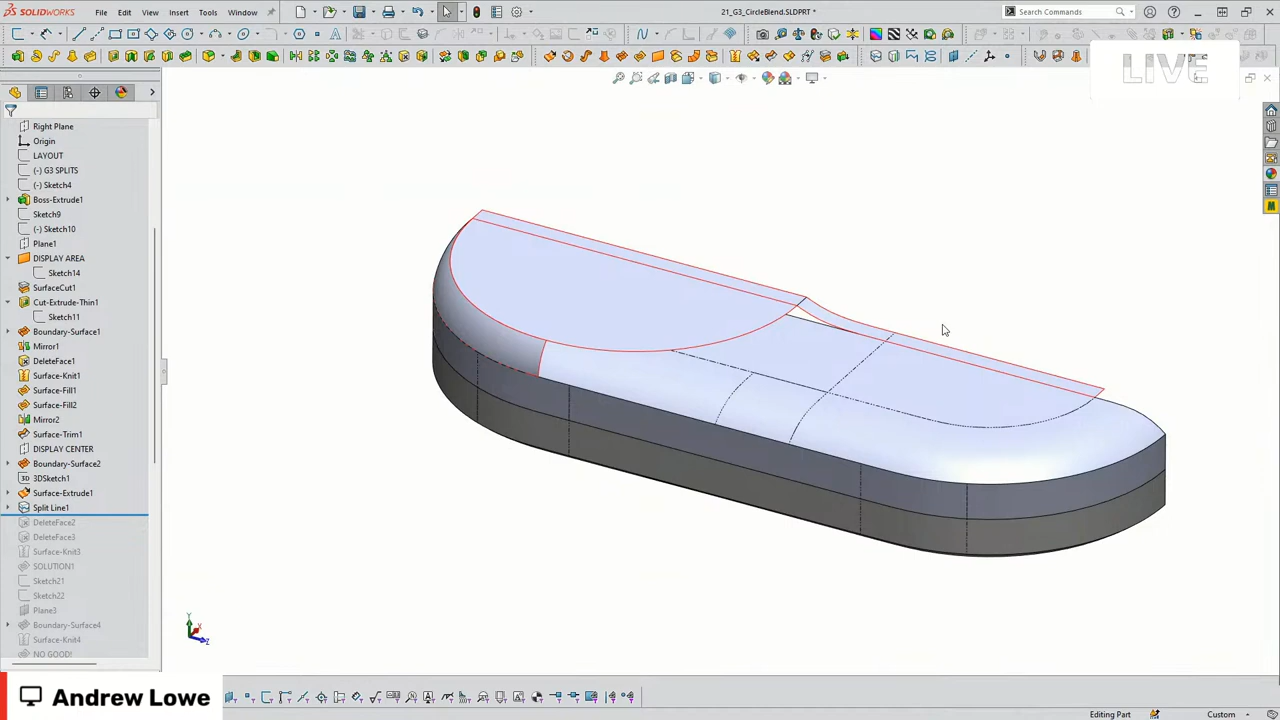 SOLIDWORKS
File
Edit
View
Insert
Tools
Window
21_G3_CircleBlend.SLDPRT *
Search Commands
LIVE
Right Plane
Origin
LAYOUT
(-) G3 SPLITS
(-) Sketch4
Boss-Extrude1
Sketch9
(-) Sketch10
Plane1
DISPLAY AREA
Sketch14
SurfaceCut1
Cut-Extrude-Thin1
Sketch11
Boundary-Surface1
Mirror1
DeleteFace1
Surface-Knit1
Surface-Fill1
Surface-Fill2
Mirror2
Surface-Trim1
DISPLAY CENTER
Boundary-Surface2
3DSketch1
Surface-Extrude1
Split Line1
DeleteFace2
DeleteFace3
Surface-Knit3
SOLUTION1
Sketch21
Sketch22
Plane3
Boundary-Surface4
Surface-Knit4
NO GOOD!
Y
X
Z
Andrew Lowe
Editing Part
Custom